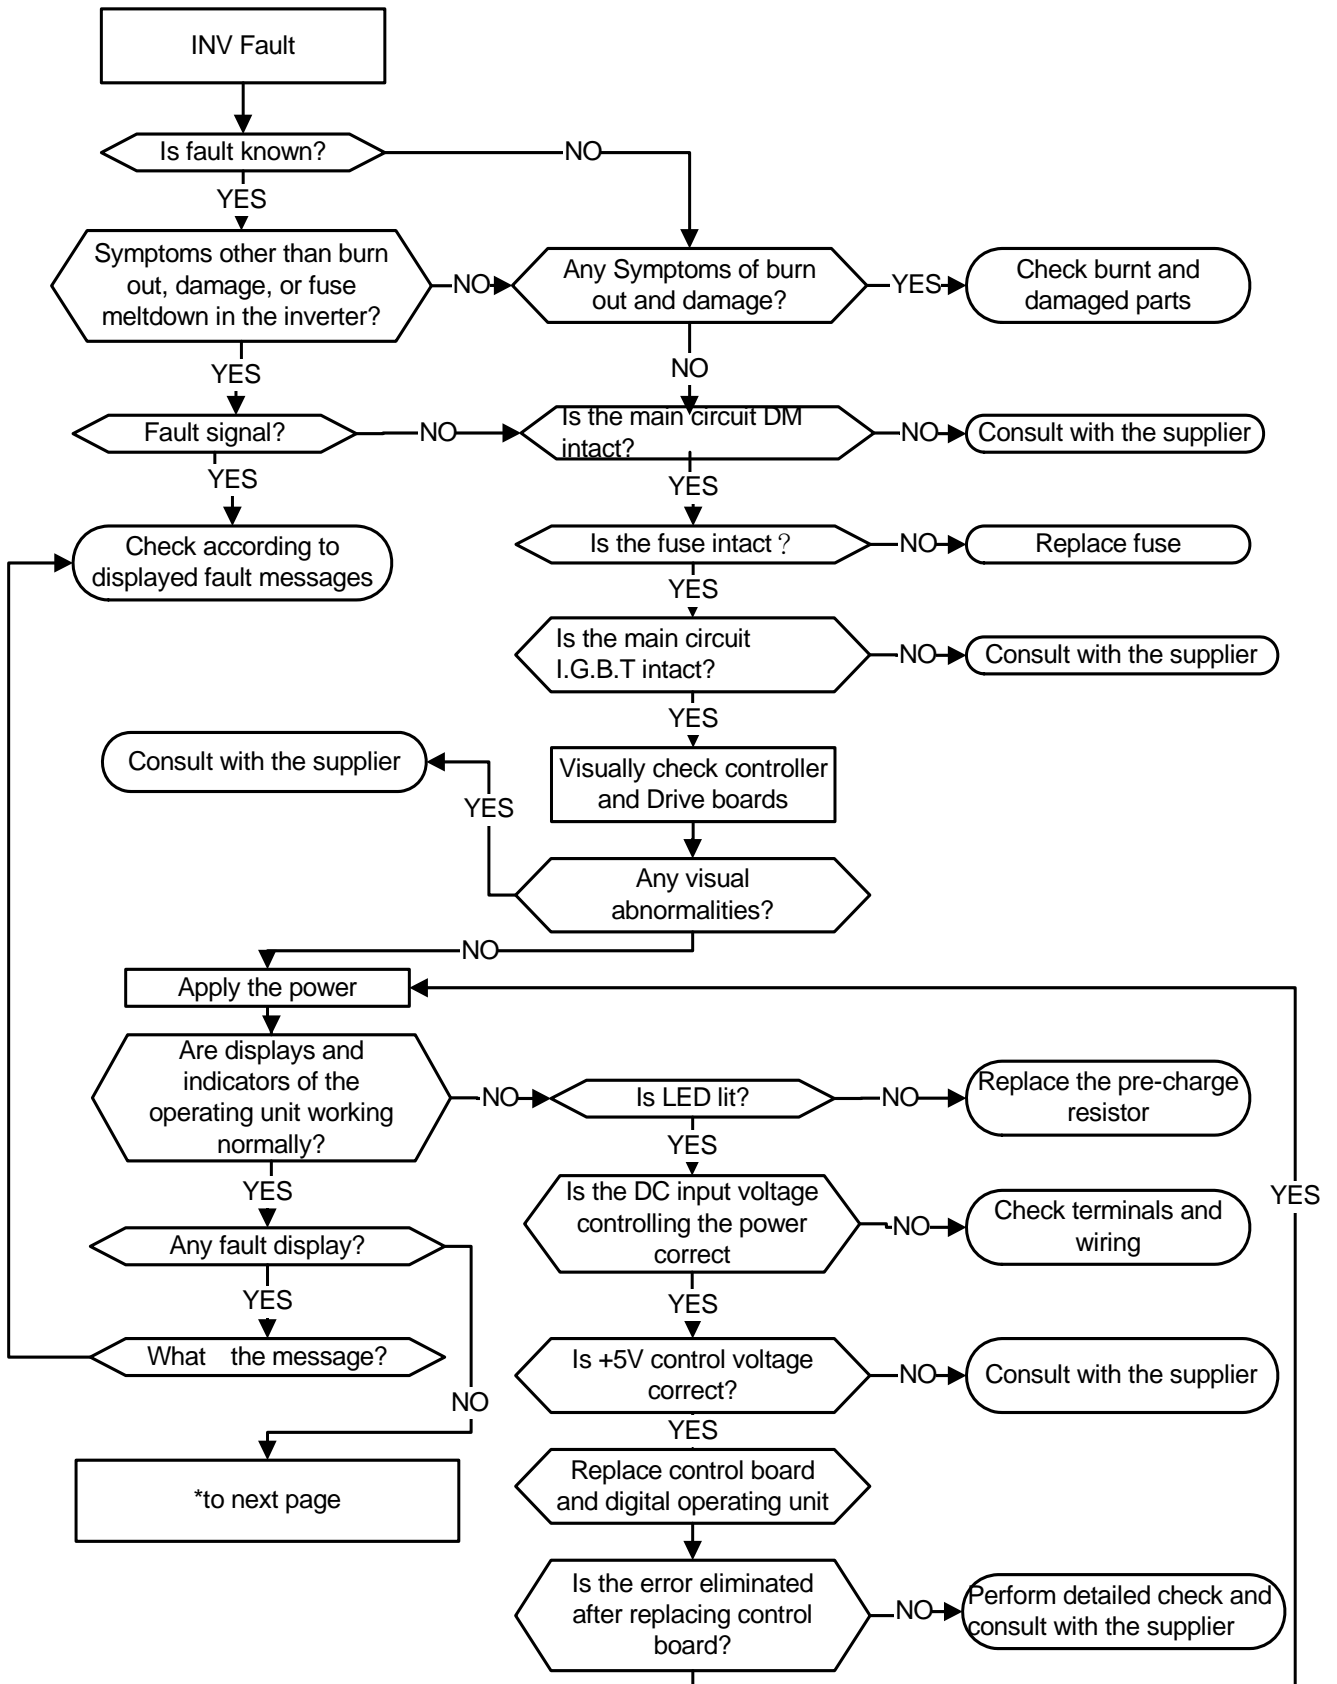 INV Fault
Is fault known?
NO
YES
Symptoms other than burn
out, damage, or fuse
meltdown in the inverter?
NO
Any Symptoms of burn
out and damage?
YES
Check burnt and
damaged parts
YES
NO
Fault signal?
NO
Is the main circuit DM
intact?
NO
Consult with the supplier
YES
YES
Check according to
displayed fault messages
Is the fuse intact？
NO
Replace fuse
YES
Is the main circuit
I.G.B.T intact?
NO
Consult with the supplier
YES
Visually check controller
and Drive boards
Consult with the supplier
YES
Any visual
abnormalities?
NO
Apply the power
Are displays and
indicators of the
operating unit working
normally?
NO
Is LED lit?
NO
Replace the pre-charge
resistor
YES
YES
Is the DC input voltage
controlling the power
correct
NO
Check terminals and
wiring
YES
YES
Any fault display?
YES
YES
What the message?
NO
Is +5V control voltage
correct?
NO
Consult with the supplier
YES
*to next page
Replace control board
and digital operating unit
Is the error eliminated
after replacing control
board?
NO
Perform detailed check and
consult with the supplier